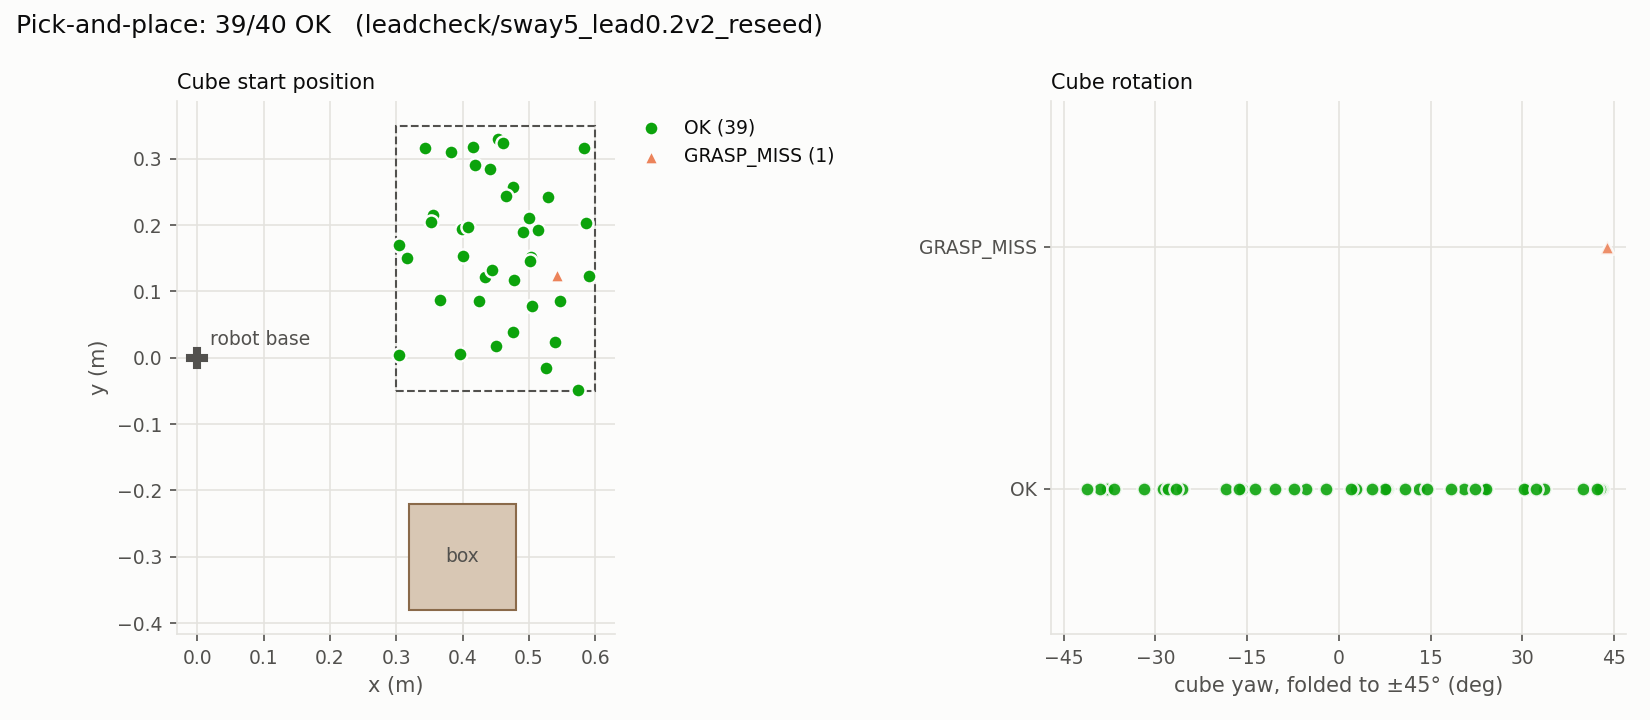 Pick-and-place: 39/40 OK   (leadcheck/sway5_lead0.2v2_reseed)
Cube start position
OK (39)
GRASP_MISS (1)
0.3
0.2
0.1
0.0
−0.1
−0.2
−0.3
−0.4
y (m)
robot base
box
0.0
0.1
0.2
0.3
0.4
0.5
0.6
x (m)
Cube rotation
GRASP_MISS
OK
−45
−30
−15
0
15
30
45
cube yaw, folded to ±45° (deg)